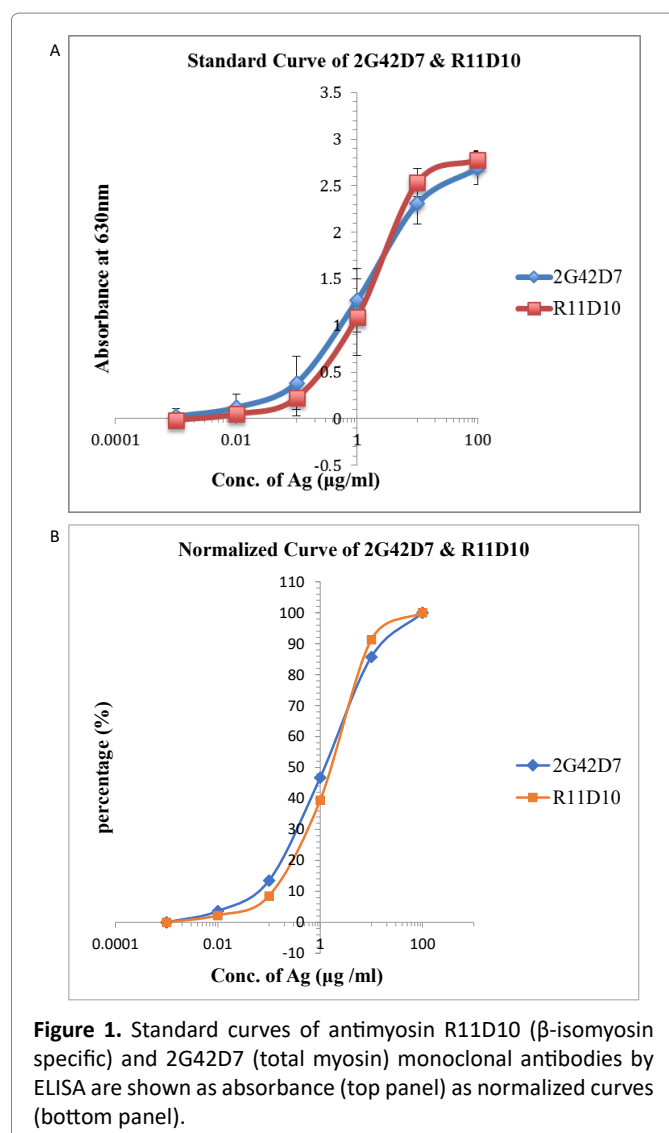 A
Standard Curve of 2G42D7 & R11D10
3.5
3
2.5
2
1.5
1
0.5
0
-0.5
0.0001
0.01
1
100
Absorbance at 630nm
Conc. of Ag (µg/ml)
2G42D7
R11D10
B
Normalized Curve of 2G42D7 & R11D10
110
100
90
80
70
60
50
40
30
20
10
0
-10
0.0001
0.01
1
100
percentage (%)
Conc. of Ag (µg /ml)
2G42D7
R11D10
Figure 1. Standard curves of antimyosin R11D10 (β-isomyosin
specific) and 2G42D7 (total myosin) monoclonal antibodies by
ELISA are shown as absorbance (top panel) as normalized curves
(bottom panel).